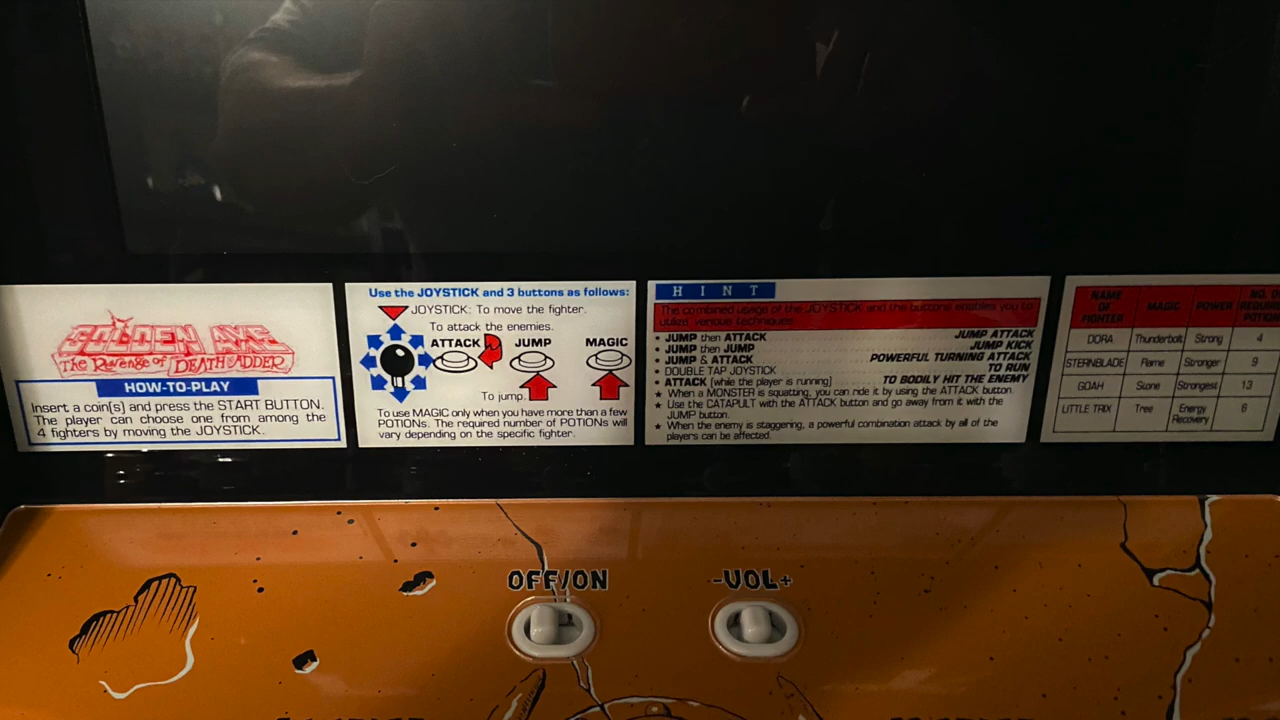 GOLDEN AXE
The Revenge of DEATH ADDER
HOW-TO-PLAY
Insert a coin(s) and press the START BUTTON.
The player can choose one from among the
4 fighters by moving the JOYSTICK.
Use the JOYSTICK and 3 buttons as follows:
JOYSTICK: To move the fighter.
To attack the enemies.
ATTACK JUMP MAGIC
To jump.
To use MAGIC only when you have more than a few
POTIONs. The required number of POTIONs will
vary depending on the specific fighter.
HINT
The combined usage of the JOYSTICK and the buttons enables you to
utilize various techniques.
• JUMP then ATTACK JUMP ATTACK
• JUMP then JUMP JUMP KICK
• JUMP & ATTACK POWERFUL TURNING ATTACK
• DOUBLE TAP JOYSTICK TO RUN
• ATTACK (while the player is running) TO BODILY HIT THE ENEMY
★ When a MONSTER is squatting, you can ride it by using the ATTACK button.
★ Use the CATAPULT with the ATTACK button and go away from it with the
JUMP button.
★ When the enemy is staggering, a powerful combination attack by all of the
players can be affected.
NAME OF FIGHTER MAGIC POWER NO.
DORA Thunderbolt Strong 4
STERNBLADE Flame Stronger 9
GOAH Stone Strongest 13
LITTLE TRIX Tree Energy Recovery 6
OFF/ON -VOL+